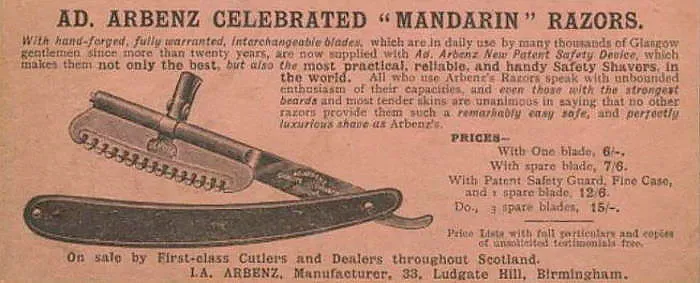 AD. ARBENZ CELEBRATED "MANDARIN" RAZORS.
With hand-forged, fully warranted, interchangeable blades, which are in daily use by many thousands of Glasgow
gentlemen since more than twenty years, are now supplied with Ad. Arbenz New Patent Safety Device, which
makes them not only the best, but also the most practical, reliable, and handy Safety Shavers, in
the world. All who use Arbenz's Razors speak with unbounded
enthusiasm of their capacities, and even those with the strongest
beards and most tender skins are unanimous in saying that no other
razors provide them such a remarkably easy, safe, and perfectly
luxurious shave as Arbenz's.
PRICES—
With One blade, 6/-.
With spare blade, 7/6.
With Patent Safety Guard, Fine Case,
and 1 spare blade, 12/6.
Do., 3 spare blades, 15/-.
Price Lists with full particulars and copies
of unsolicited testimonials free.
On sale by First-class Cutlers and Dealers throughout Scotland.
I.A. ARBENZ, Manufacturer, 33, Ludgate Hill, Birmingham.